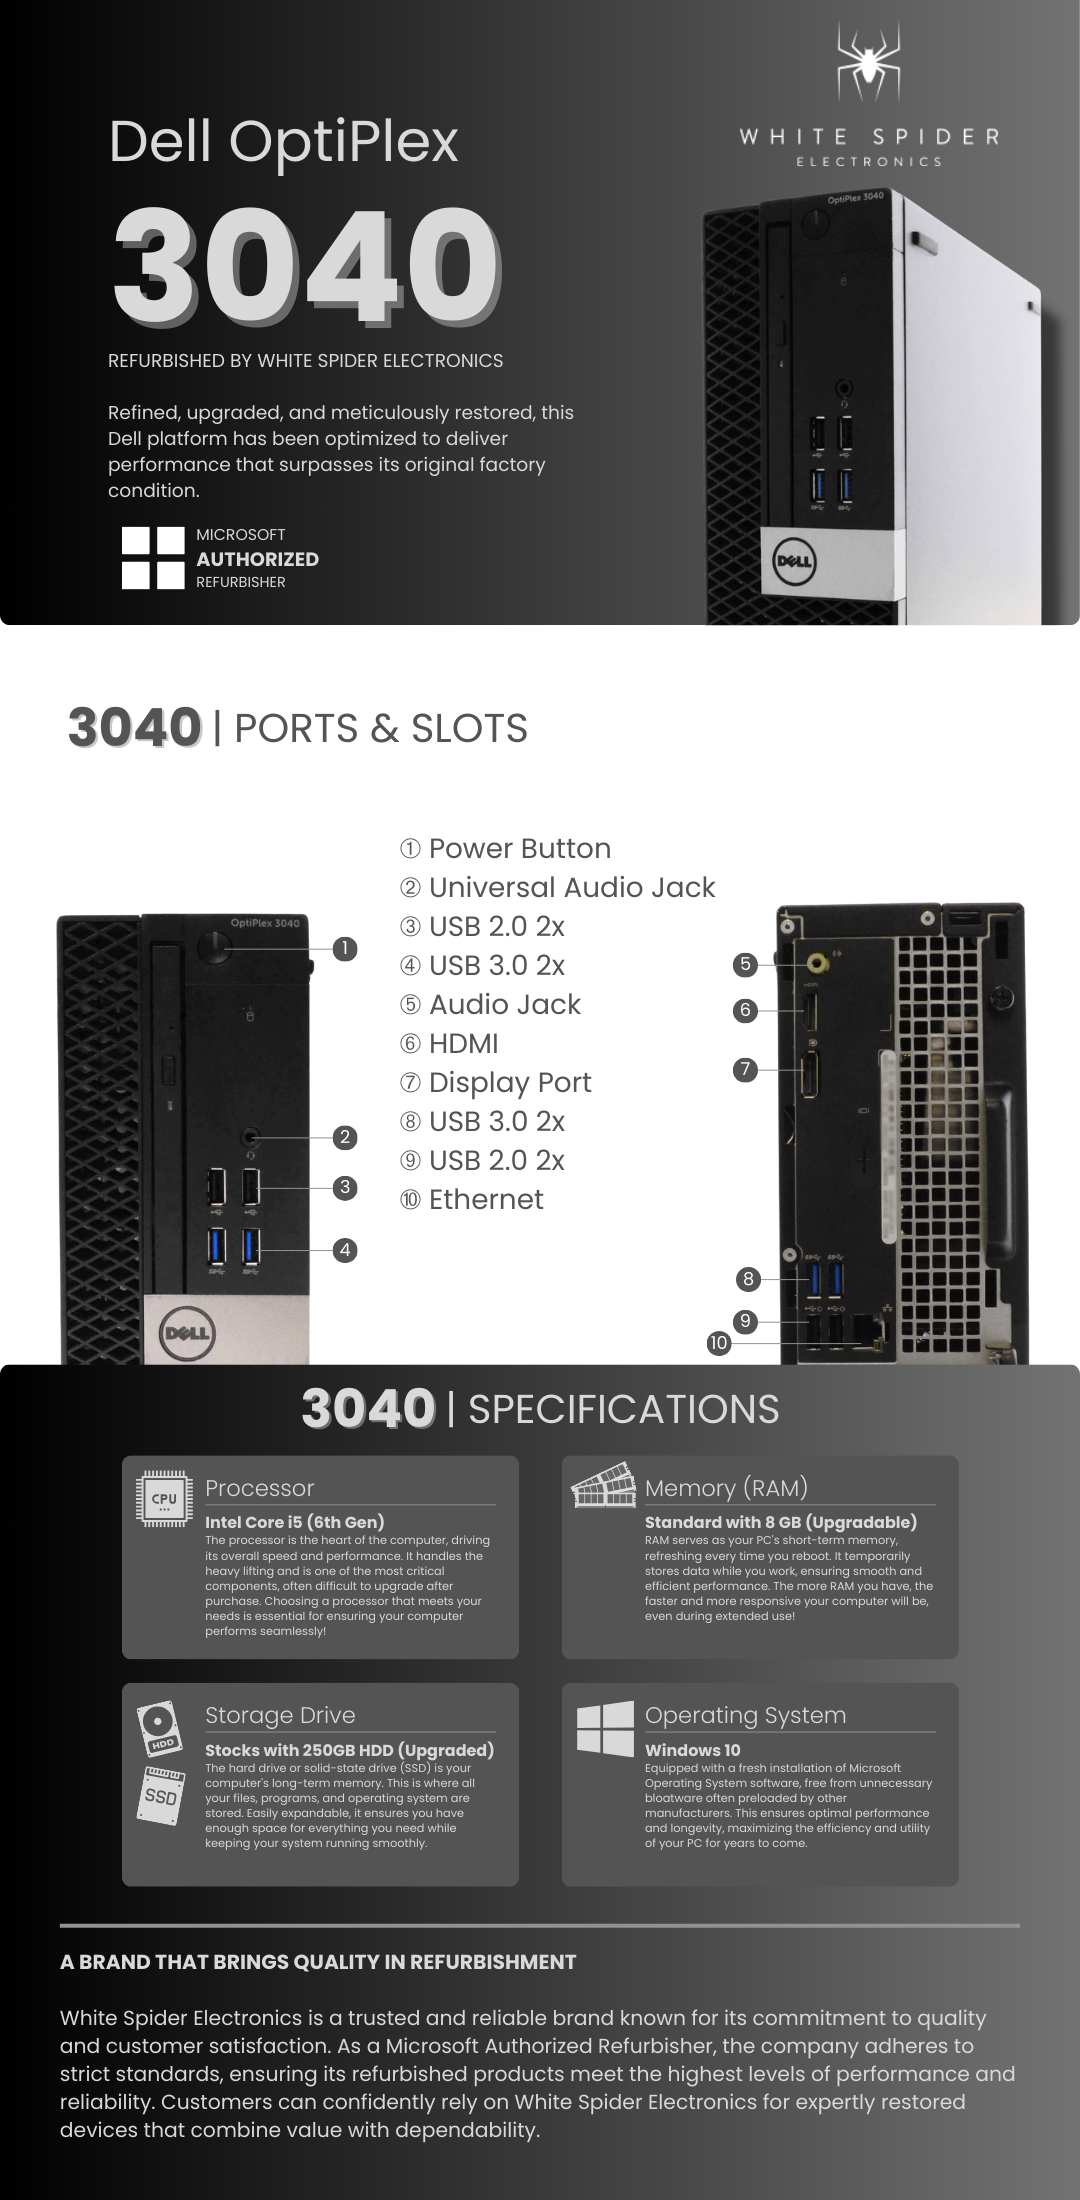 WHITE SPIDER
ELECTRONICS
Dell OptiPlex
3040
REFURBISHED BY WHITE SPIDER ELECTRONICS
Refined, upgraded, and meticulously restored, this
Dell platform has been optimized to deliver
performance that surpasses its original factory
condition.
MICROSOFT
AUTHORIZED
REFURBISHER
OptiPlex 3040
DELL
3040 | PORTS & SLOTS
① Power Button
② Universal Audio Jack
③ USB 2.0 2x
④ USB 3.0 2x
⑤ Audio Jack
⑥ HDMI
⑦ Display Port
⑧ USB 3.0 2x
⑨ USB 2.0 2x
⑩ Ethernet
OptiPlex 3040
1
2
3
4
DELL
5
6
7
8
9
10
HDMI
3040 | SPECIFICATIONS
CPU
Processor
Intel Core i5 (6th Gen)
The processor is the heart of the computer, driving
its overall speed and performance. It handles the
heavy lifting and is one of the most critical
components, often difficult to upgrade after
purchase. Choosing a processor that meets your
needs is essential for ensuring your computer
performs seamlessly!
Memory (RAM)
Standard with 8 GB (Upgradable)
RAM serves as your PC's short-term memory,
refreshing every time you reboot. It temporarily
stores data while you work, ensuring smooth and
efficient performance. The more RAM you have, the
faster and more responsive your computer will be,
even during extended use!
HDD
SSD
Storage Drive
Stocks with 250GB HDD (Upgraded)
The hard drive or solid-state drive (SSD) is your
computer's long-term memory. This is where all
your files, programs, and operating system are
stored. Easily expandable, it ensures you have
enough space for everything you need while
keeping your system running smoothly.
Operating System
Windows 10
Equipped with a fresh installation of Microsoft
Operating System software, free from unnecessary
bloatware often preloaded by other
manufacturers. This ensures optimal performance
and longevity, maximizing the efficiency and utility
of your PC for years to come.
A BRAND THAT BRINGS QUALITY IN REFURBISHMENT
White Spider Electronics is a trusted and reliable brand known for its commitment to quality
and customer satisfaction. As a Microsoft Authorized Refurbisher, the company adheres to
strict standards, ensuring its refurbished products meet the highest levels of performance and
reliability. Customers can confidently rely on White Spider Electronics for expertly restored
devices that combine value with dependability.